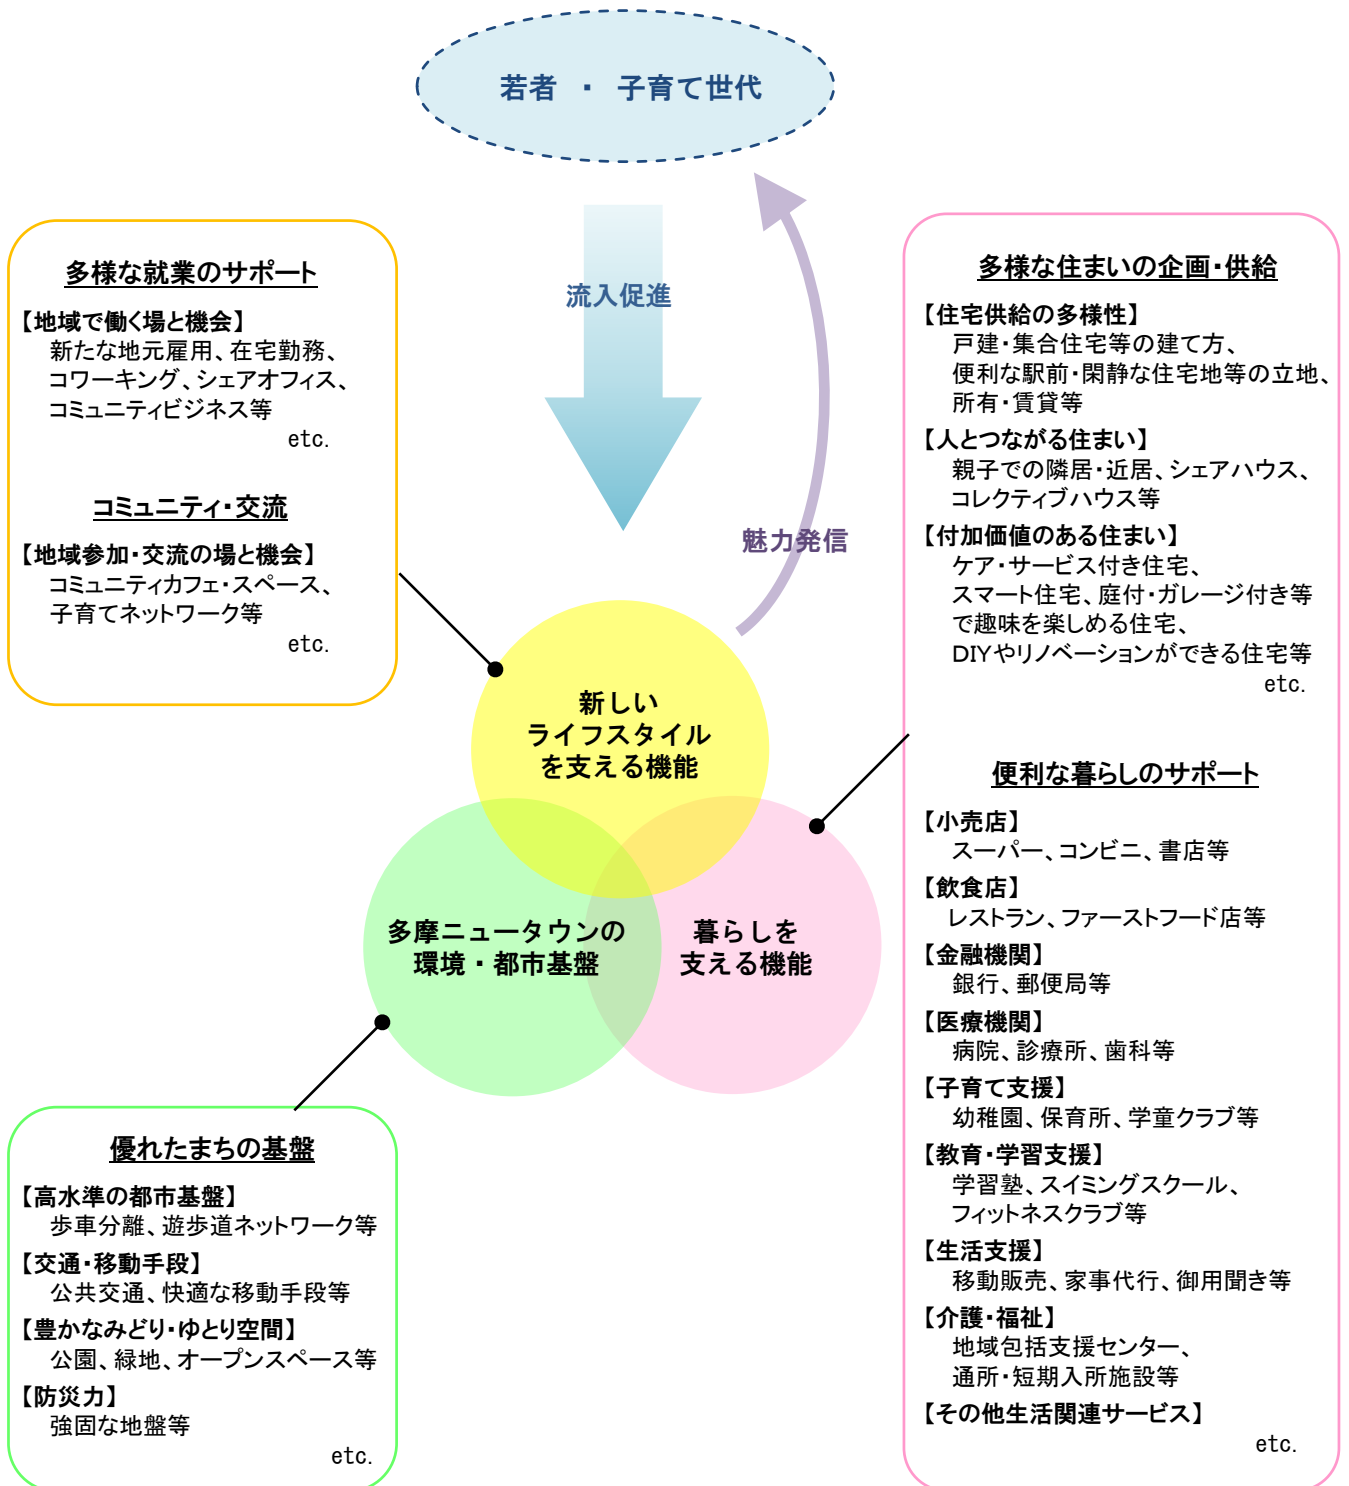 若者 ・ 子育て世代
流入促進
魅力発信
多様な就業のサポート
【地域で働く場と機会】
新たな地元雇用、在宅勤務、
コワーキング、シェアオフィス、
コミュニティビジネス等
etc.
コミュニティ・交流
【地域参加・交流の場と機会】
コミュニティカフェ・スペース、
子育てネットワーク等
etc.
新しい
ライフスタイル
を支える機能
多摩ニュータウンの
環境・都市基盤
暮らしを
支える機能
優れたまちの基盤
【高水準の都市基盤】
歩車分離、遊歩道ネットワーク等
【交通・移動手段】
公共交通、快適な移動手段等
【豊かなみどり・ゆとり空間】
公園、緑地、オープンスペース等
【防災力】
強固な地盤等
etc.
多様な住まいの企画・供給
【住宅供給の多様性】
戸建・集合住宅等の建て方、
便利な駅前・閑静な住宅地等の立地、
所有・賃貸等
【人とつながる住まい】
親子での隣居・近居、シェアハウス、
コレクティブハウス等
【付加価値のある住まい】
ケア・サービス付き住宅、
スマート住宅、庭付・ガレージ付き等
で趣味を楽しめる住宅、
DIYやリノベーションができる住宅等
etc.
便利な暮らしのサポート
【小売店】
スーパー、コンビニ、書店等
【飲食店】
レストラン、ファーストフード店等
【金融機関】
銀行、郵便局等
【医療機関】
病院、診療所、歯科等
【子育て支援】
幼稚園、保育所、学童クラブ等
【教育・学習支援】
学習塾、スイミングスクール、
フィットネスクラブ等
【生活支援】
移動販売、家事代行、御用聞き等
【介護・福祉】
地域包括支援センター、
通所・短期入所施設等
【その他生活関連サービス】
etc.